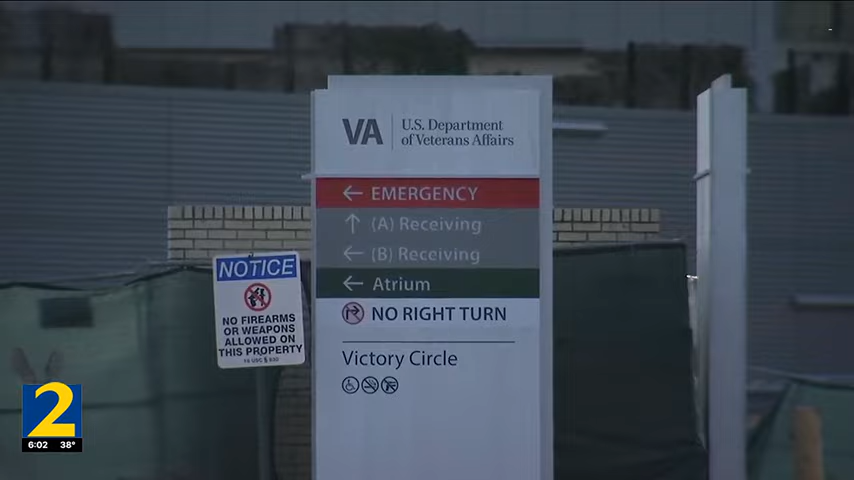 VA
U.S. Department
of Veterans Affairs
← EMERGENCY
↑ (A) Receiving
← (B) Receiving
← Atrium
NO RIGHT TURN
Victory Circle
NOTICE
NO FIREARMS
OR WEAPONS
ALLOWED ON
THIS PROPERTY
2
6:02 38°